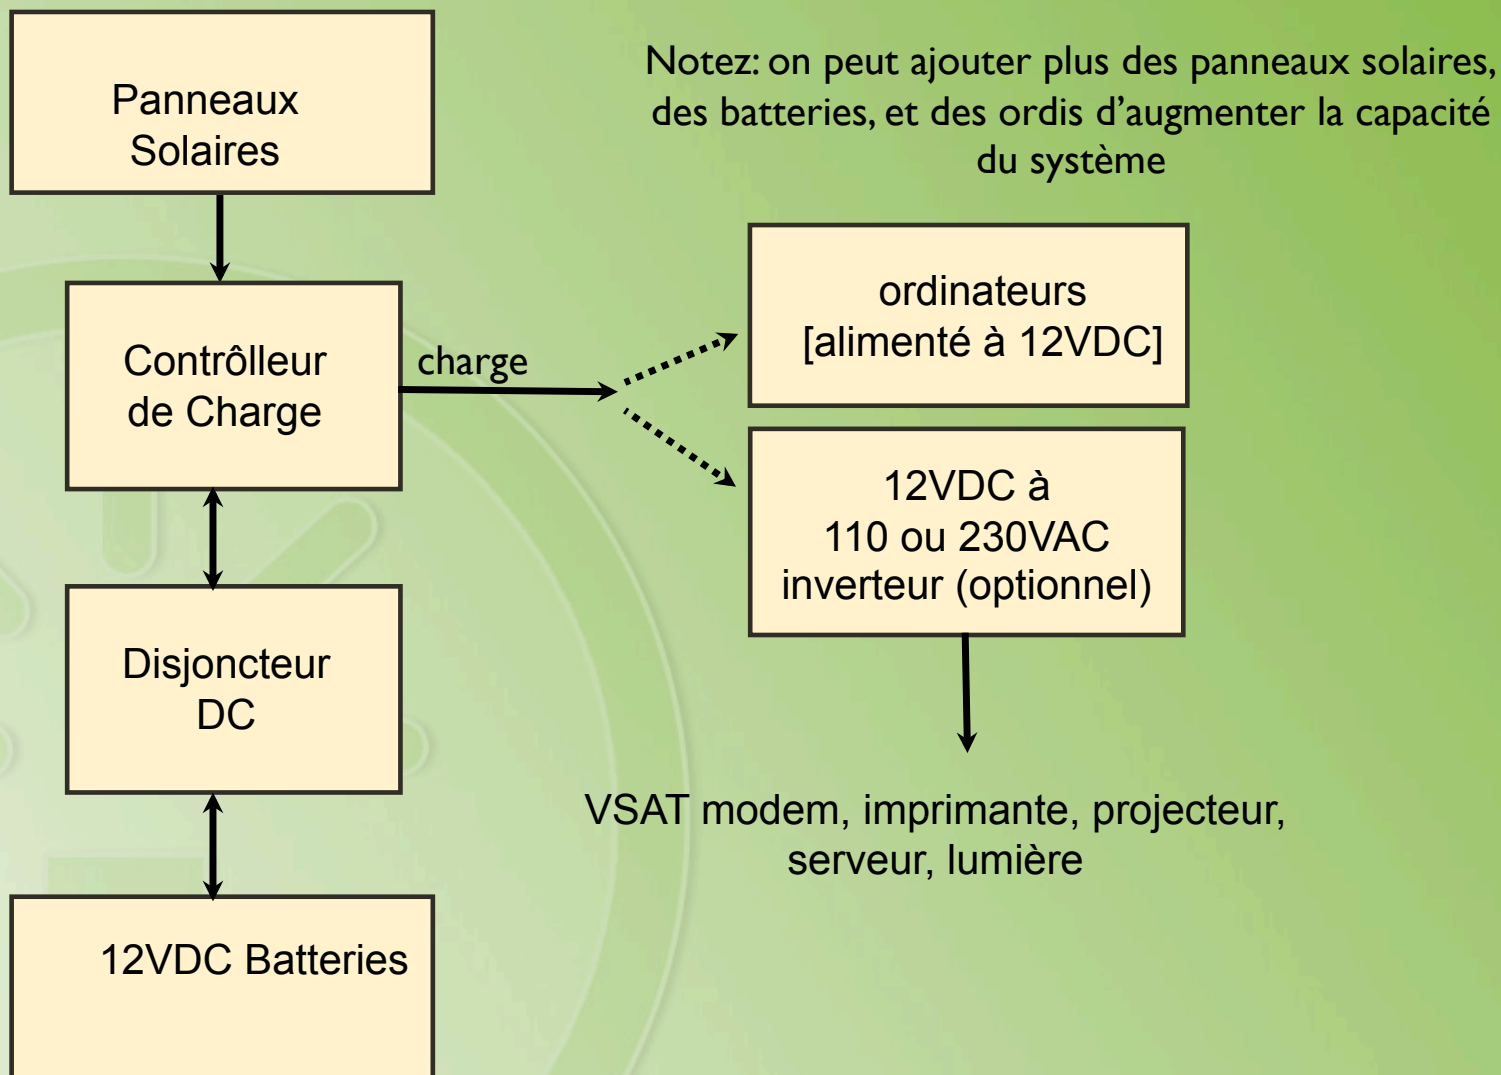 Panneaux
Solaires
Notez: on peut ajouter plus des panneaux solaires,
des batteries, et des ordis d’augmenter la capacité
du système
Contrôlleur
de Charge
charge
ordinateurs
[alimenté à 12VDC]
12VDC à
110 ou 230VAC
inverteur (optionnel)
Disjoncteur
DC
VSAT modem, imprimante, projecteur,
serveur, lumière
12VDC Batteries